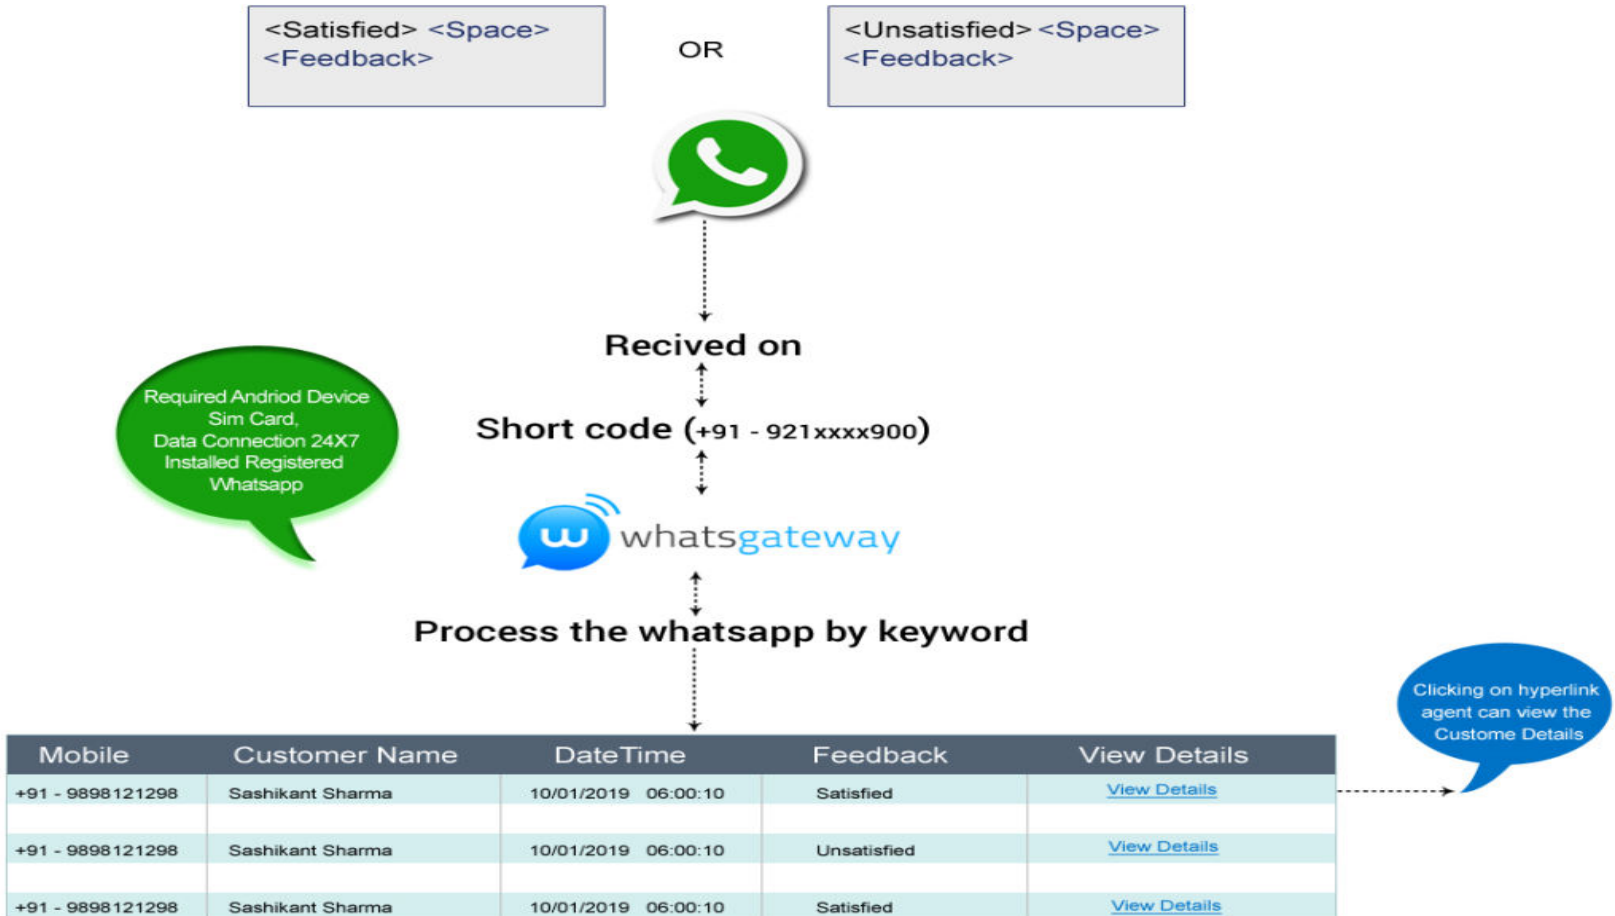 <Satisfied> <Space>
<Feedback>
OR
<Unsatisfied> <Space>
<Feedback>
Recived on
Short code (+91 - 921xxxx900)
Required Andriod Device
Sim Card,
Data Connection 24X7
Installed Registered
Whatsapp
w whatsgateway
Process the whatsapp by keyword
Clicking on hyperlink
agent can view the
Custome Details
Mobile Customer Name DateTime Feedback View Details
+91 - 9898121298 Sashikant Sharma 10/01/2019 06:00:10 Satisfied View Details
+91 - 9898121298 Sashikant Sharma 10/01/2019 06:00:10 Unsatisfied View Details
+91 - 9898121298 Sashikant Sharma 10/01/2019 06:00:10 Satisfied View Details